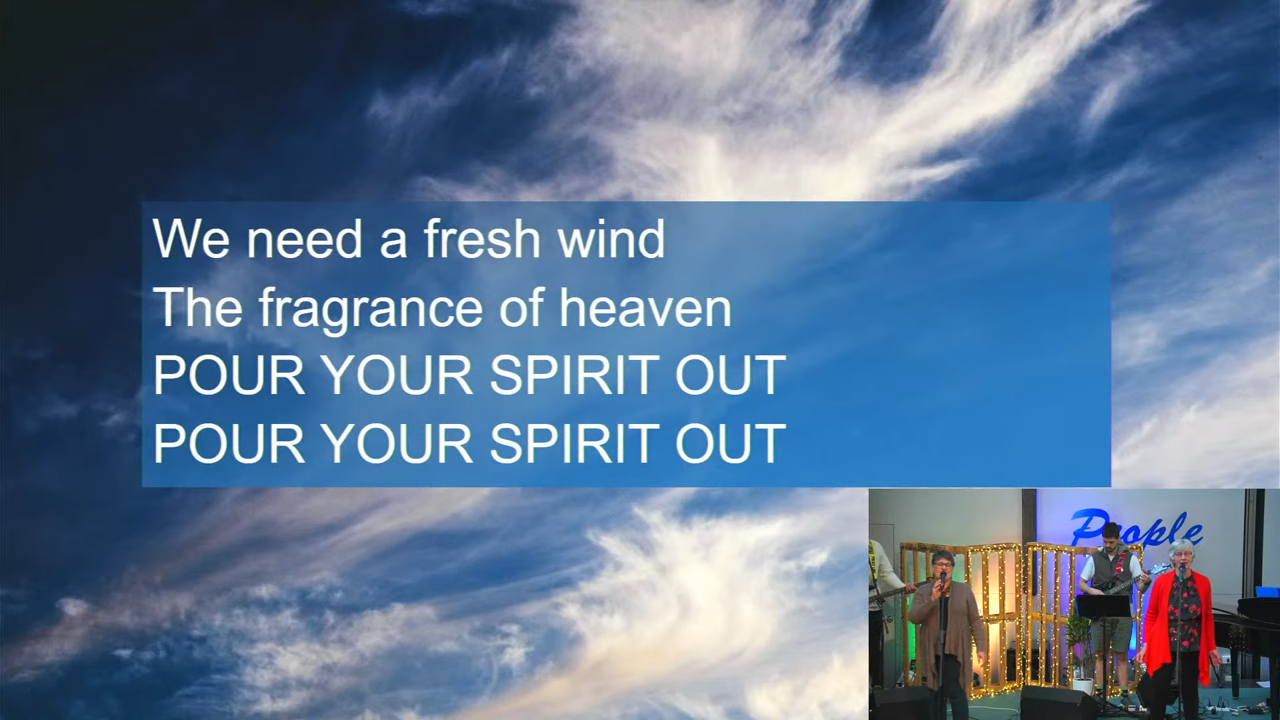 We need a fresh wind
The fragrance of heaven
POUR YOUR SPIRIT OUT
POUR YOUR SPIRIT OUT
People